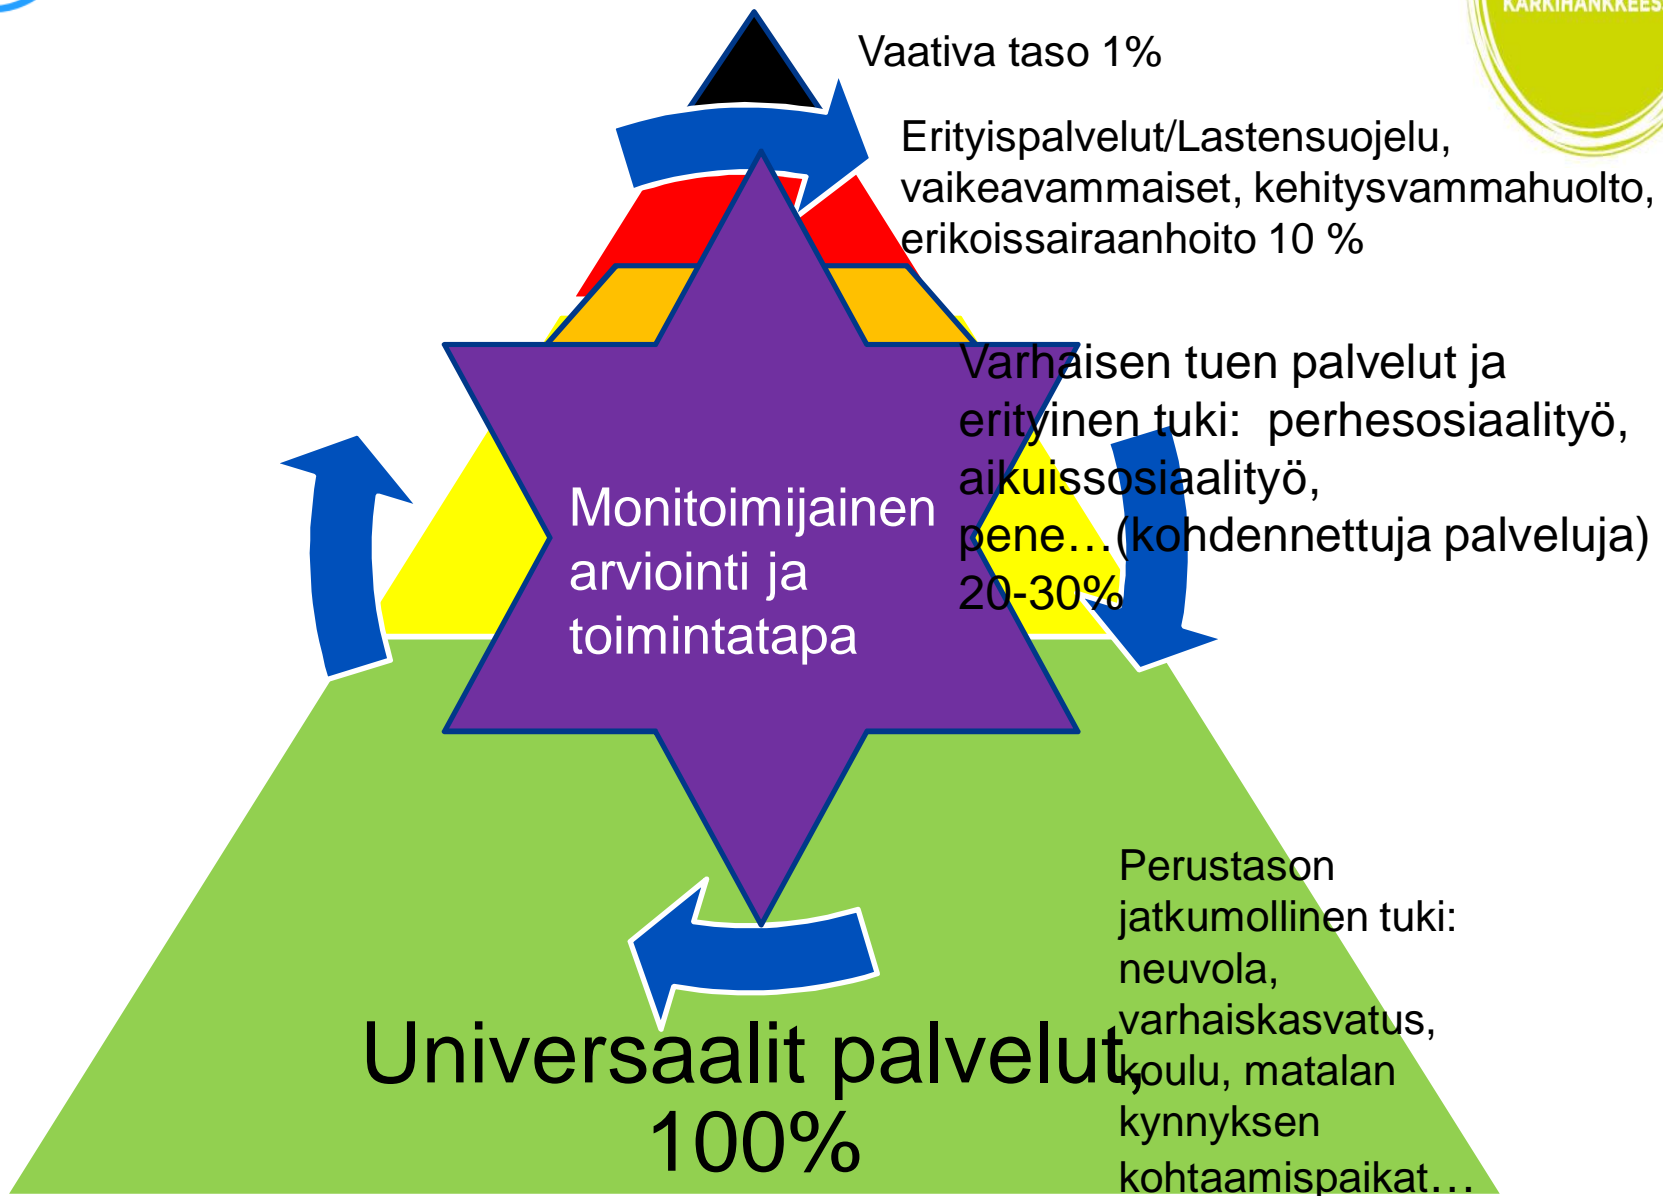 KÄRKIHANKKEES
Vaativa taso 1%
Erityispalvelut/Lastensuojelu,
vaikeavammaiset, kehitysvammahuolto,
erikoissairaanhoito 10 %
Varhaisen tuen palvelut ja
erityinen tuki: perhesosiaalityö,
aikuissosiaalityö,
pene…(kohdennettuja palveluja)
20-30%
Monitoimijainen
arviointi ja
toimintatapa
Perustason
jatkumollinen tuki:
neuvola,
varhaiskasvatus,
koulu, matalan
kynnyksen
kohtaamispaikat…
Universaalit palvelut,
100%